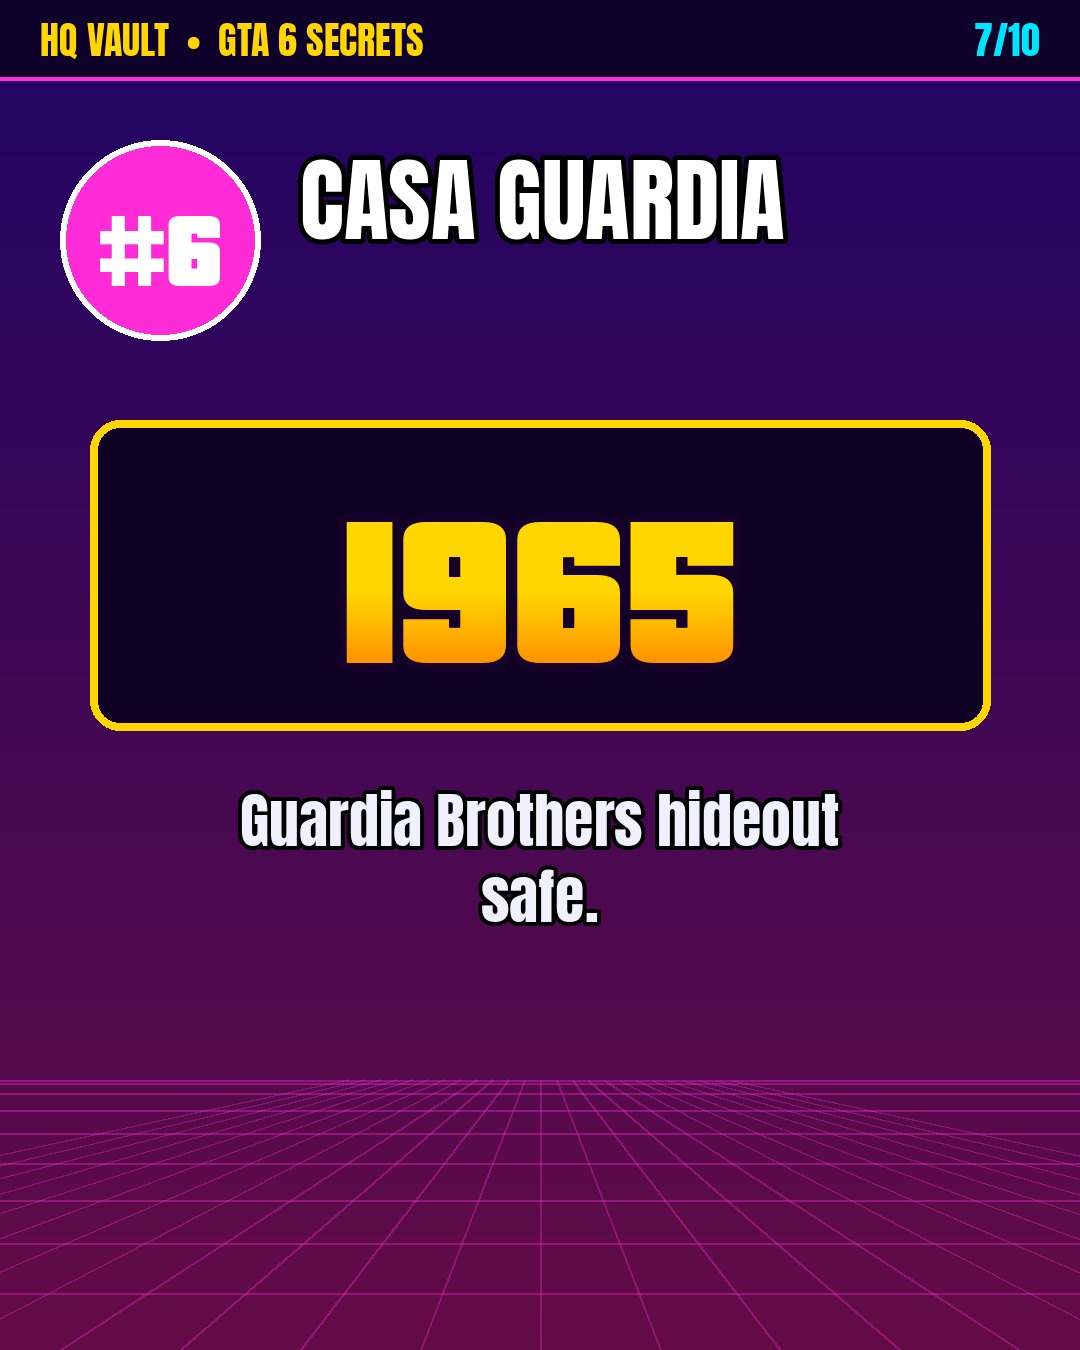 HQ VAULT • GTA 6 SECRETS
7/10
#6
CASA GUARDIA
1965
Guardia Brothers hideout
safe.